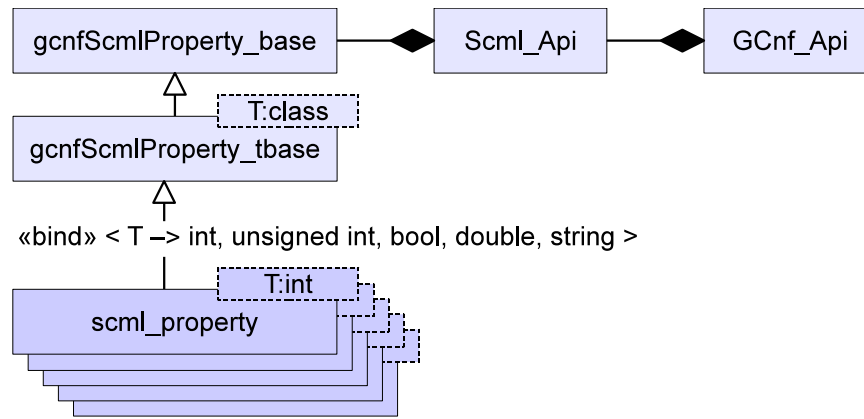 gcnfScmlProperty_base
Scml_Api
GCnf_Api
T:class
gcnfScmlProperty_tbase
«bind» < T –> int, unsigned int, bool, double, string >
T:int
scml_property